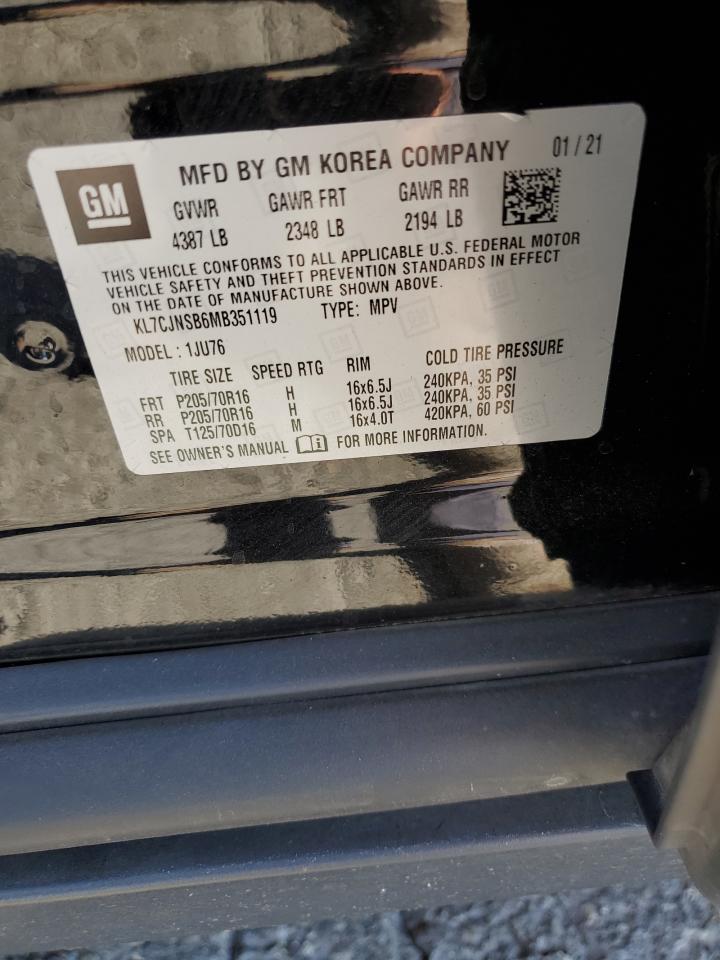 GM
MFD BY GM KOREA COMPANY 01 / 21
GVWR GAWR FRT GAWR RR
4387 LB 2348 LB 2194 LB
THIS VEHICLE CONFORMS TO ALL APPLICABLE U.S. FEDERAL MOTOR
VEHICLE SAFETY AND THEFT PREVENTION STANDARDS IN EFFECT
ON THE DATE OF MANUFACTURE SHOWN ABOVE.
KL7CJNSB6MB351119 TYPE: MPV
MODEL : 1JU76
TIRE SIZE SPEED RTG RIM COLD TIRE PRESSURE
FRT P205/70R16 H 16x6.5J 240KPA, 35 PSI
RR P205/70R16 H 16x6.5J 240KPA, 35 PSI
SPA T125/70D16 M 16x4.0T 420KPA, 60 PSI
SEE OWNER'S MANUAL FOR MORE INFORMATION.